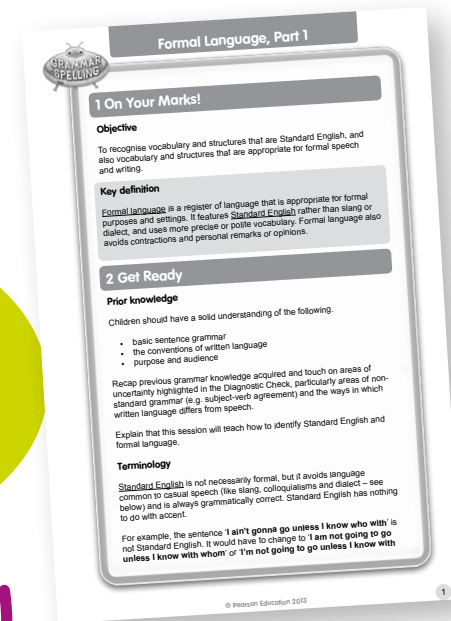 Formal Language, Part 1
GRAMMAR
SPELLING
1 On Your Marks!
Objective
To recognise vocabulary and structures that are Standard English, and
also vocabulary and structures that are appropriate for formal speech
and writing.
Key definition
Formal language is a register of language that is appropriate for formal
purposes and settings. It features Standard English rather than slang or
dialect, and uses more precise or polite vocabulary. Formal language also
avoids contractions and personal remarks or opinions.
2 Get Ready
Prior knowledge
Children should have a solid understanding of the following.
• basic sentence grammar
• the conventions of written language
• purpose and audience
Recap previous grammar knowledge acquired and touch on areas of
uncertainty highlighted in the Diagnostic Check, particularly areas of non-
standard grammar (e.g. subject-verb agreement) and the ways in which
written language differs from speech.
Explain that this session will teach how to identify Standard English and
formal language.
Terminology
Standard English is not necessarily formal, but it avoids language
common to casual speech (like slang, colloquialisms and dialect – see
below) and is always grammatically correct. Standard English has nothing
to do with accent.
For example, the sentence 'I ain't gonna go unless I know who with' is
not Standard English. It would have to change to 'I am not going to go
unless I know with whom' or 'I'm not going to go unless I know with
© Pearson Education 2013
1